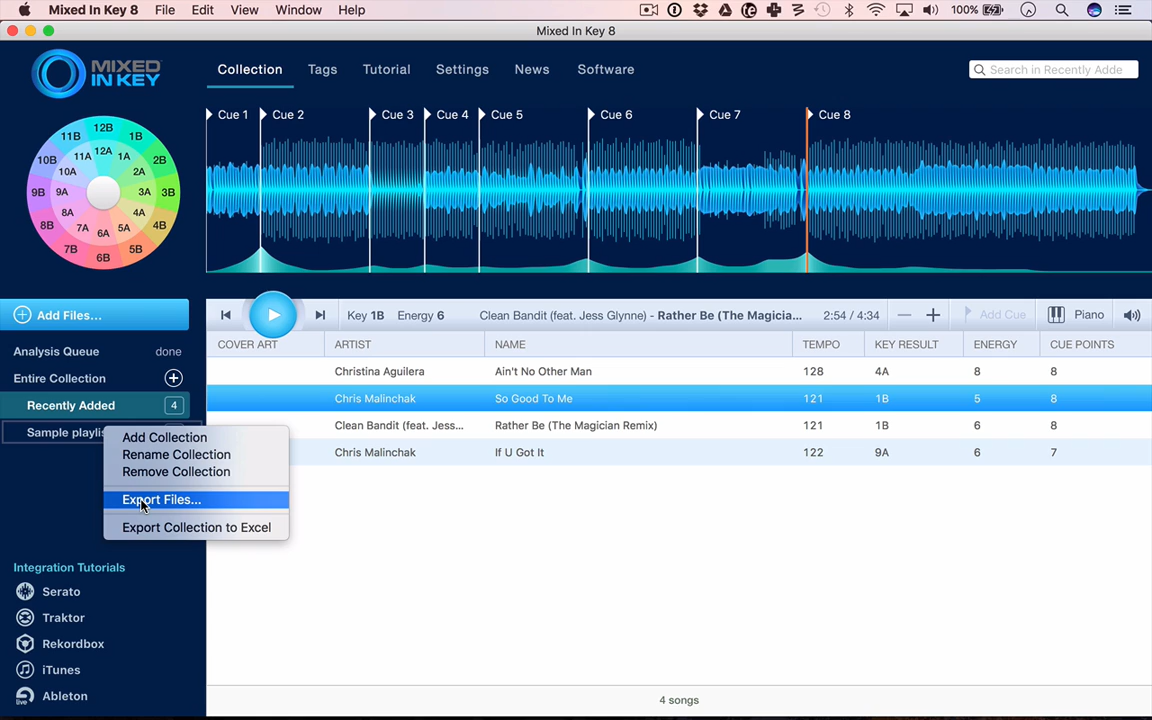 Mixed In Key 8 File Edit View Window Help 100%
Mixed In Key 8
MIXED
IN KEY
Collection Tags Tutorial Settings News Software Search in Recently Adde
Cue 1 Cue 2 Cue 3 Cue 4 Cue 5 Cue 6 Cue 7 Cue 8
12B
11B 1B
12A
11A 1A
10B 2B
10A 2A
9B 9A 3A 3B
8A 4A
8B 4B
7A 5A
6A
7B 5B
6B
Add Files... Key 1B Energy 6 Clean Bandit (feat. Jess Glynne) - Rather Be (The Magicia... 2:54 / 4:34 Add Cue Piano
COVER ART ARTIST NAME TEMPO KEY RESULT ENERGY CUE POINTS
Analysis Queue done
Christina Aguilera Ain't No Other Man 128 4A 8 8
Entire Collection
Chris Malinchak So Good To Me 121 1B 5 8
Recently Added 4
Clean Bandit (feat. Jess... Rather Be (The Magician Remix) 121 1B 6 8
Sample playlis
Chris Malinchak If U Got It 122 9A 6 7
Add Collection
Rename Collection
Remove Collection
Export Files...
Export Collection to Excel
Integration Tutorials
Serato
Traktor
Rekordbox
iTunes
live Ableton
4 songs